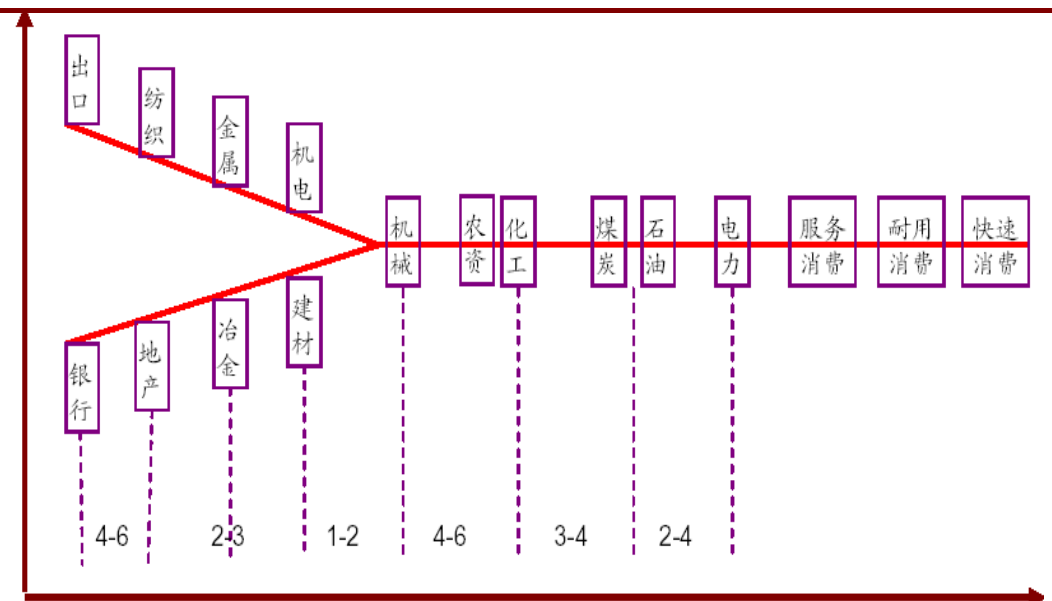 出口
纺织
金属
机电
机械
农资
化工
煤炭
石油
电力
服务
消费
耐用
消费
快速
消费
银行
地产
冶金
建材
4-6
2-3
1-2
4-6
3-4
2-4